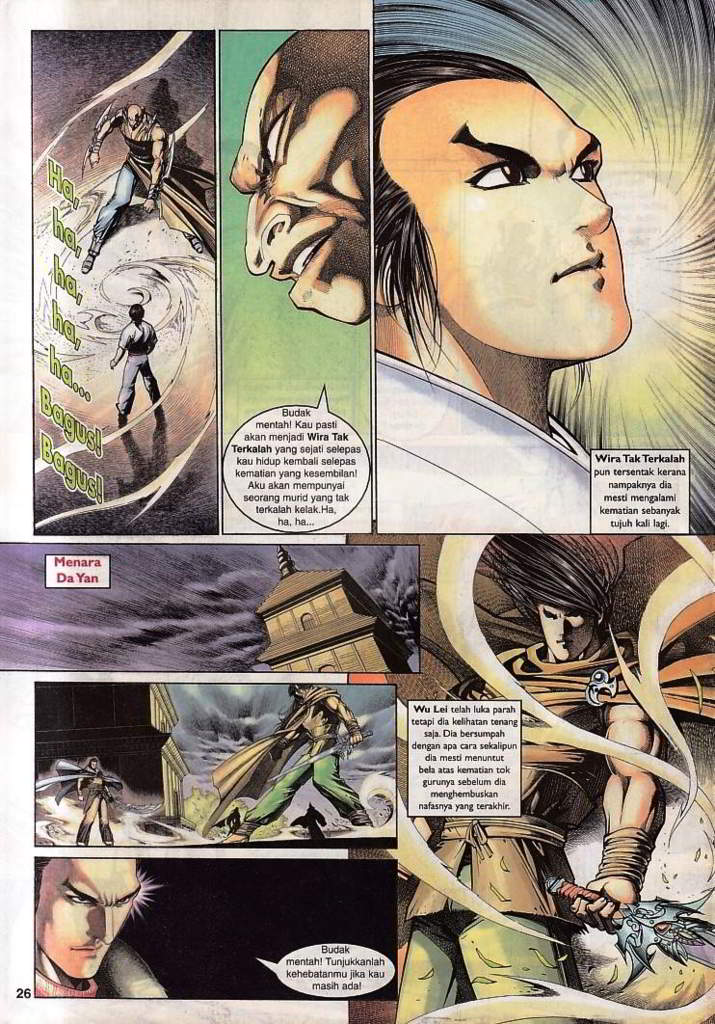 Ha,
ha,
ha,
ha,
ha...
Bagus!
Bagus!
Budak
mentah! Kau pasti
akan menjadi Wira Tak
Terkalah yang sejati selepas
kau hidup kembali selepas
kematian yang kesembilan!
Aku akan mempunyai
seorang murid yang tak
terkalah kelak.Ha,
ha, ha...
Wira Tak Terkalah
pun tersentak kerana
nampaknya dia
mesti mengalami
kematian sebanyak
tujuh kali lagi.
Menara
Da Yan
Wu Lei telah luka parah
tetapi dia kelihatan tenang
saja. Dia bersumpah
dengan apa cara sekalipun
dia mesti menuntut
bela atas kematian tok
gurunya sebelum dia
menghembuskan
nafasnya yang terakhir.
Budak
mentah! Tunjukkanlah
kehebatanmu jika kau
masih ada!
26